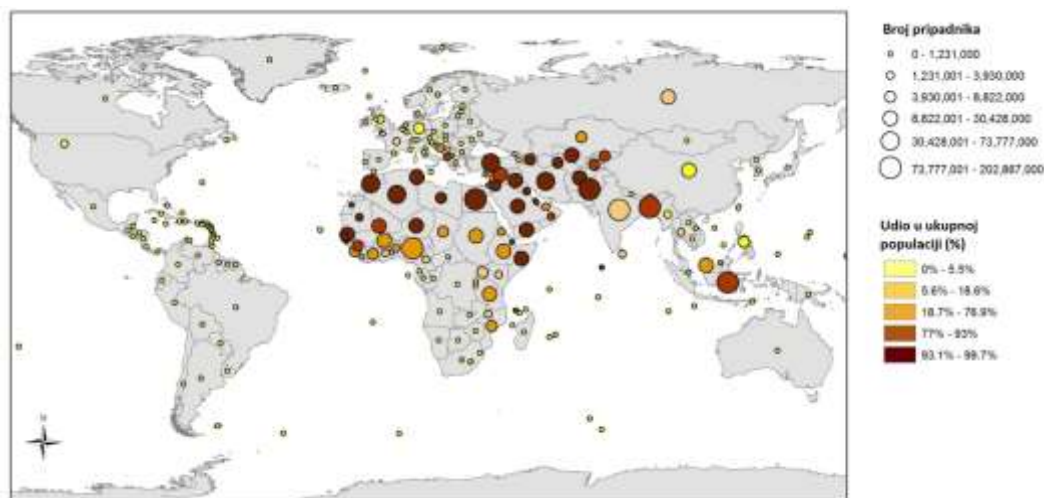 Broj pripadnika
0 - 1,231,000
1,231,001 - 3,930,000
3,930,001 - 8,822,000
8,822,001 - 30,428,000
30,428,001 - 73,777,000
73,777,001 - 202,867,000
Udio u ukupnoj
populaciji (%)
0% - 5.5%
5.6% - 18.6%
18.7% - 76.9%
77% - 93%
93.1% - 99.7%
N